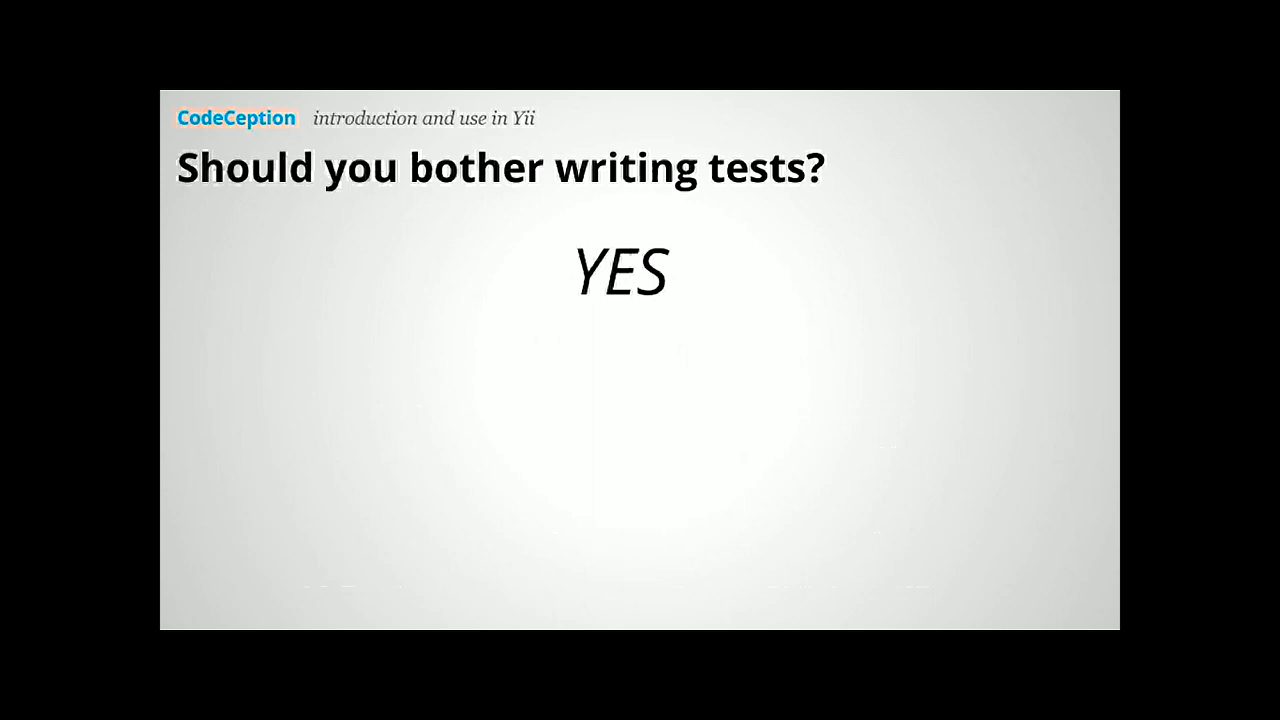 CodeCeption introduction and use in Yii
Should you bother writing tests?
YES